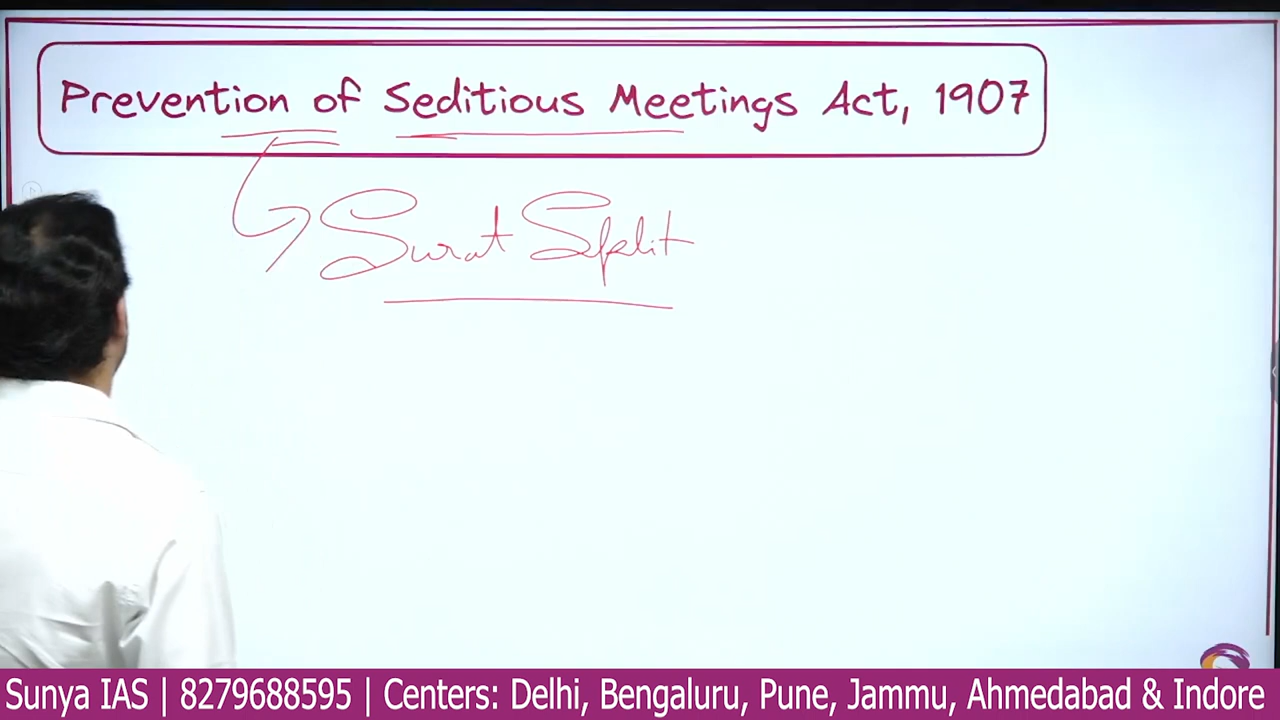 Prevention of Seditious Meetings Act, 1907
Surat Split
Sunya IAS | 8279688595 | Centers: Delhi, Bengaluru, Pune, Jammu, Ahmedabad & Indore